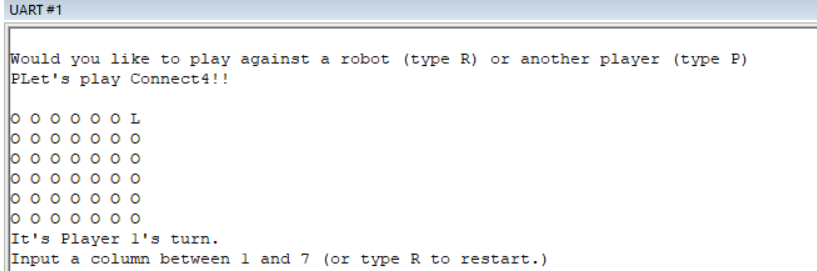 UART #1
Would you like to play against a robot (type R) or another player (type P)
PLet's play Connect4!!
O O O O O O L
O O O O O O O
O O O O O O O
O O O O O O O
O O O O O O O
O O O O O O O
It's Player 1's turn.
Input a column between 1 and 7 (or type R to restart.)